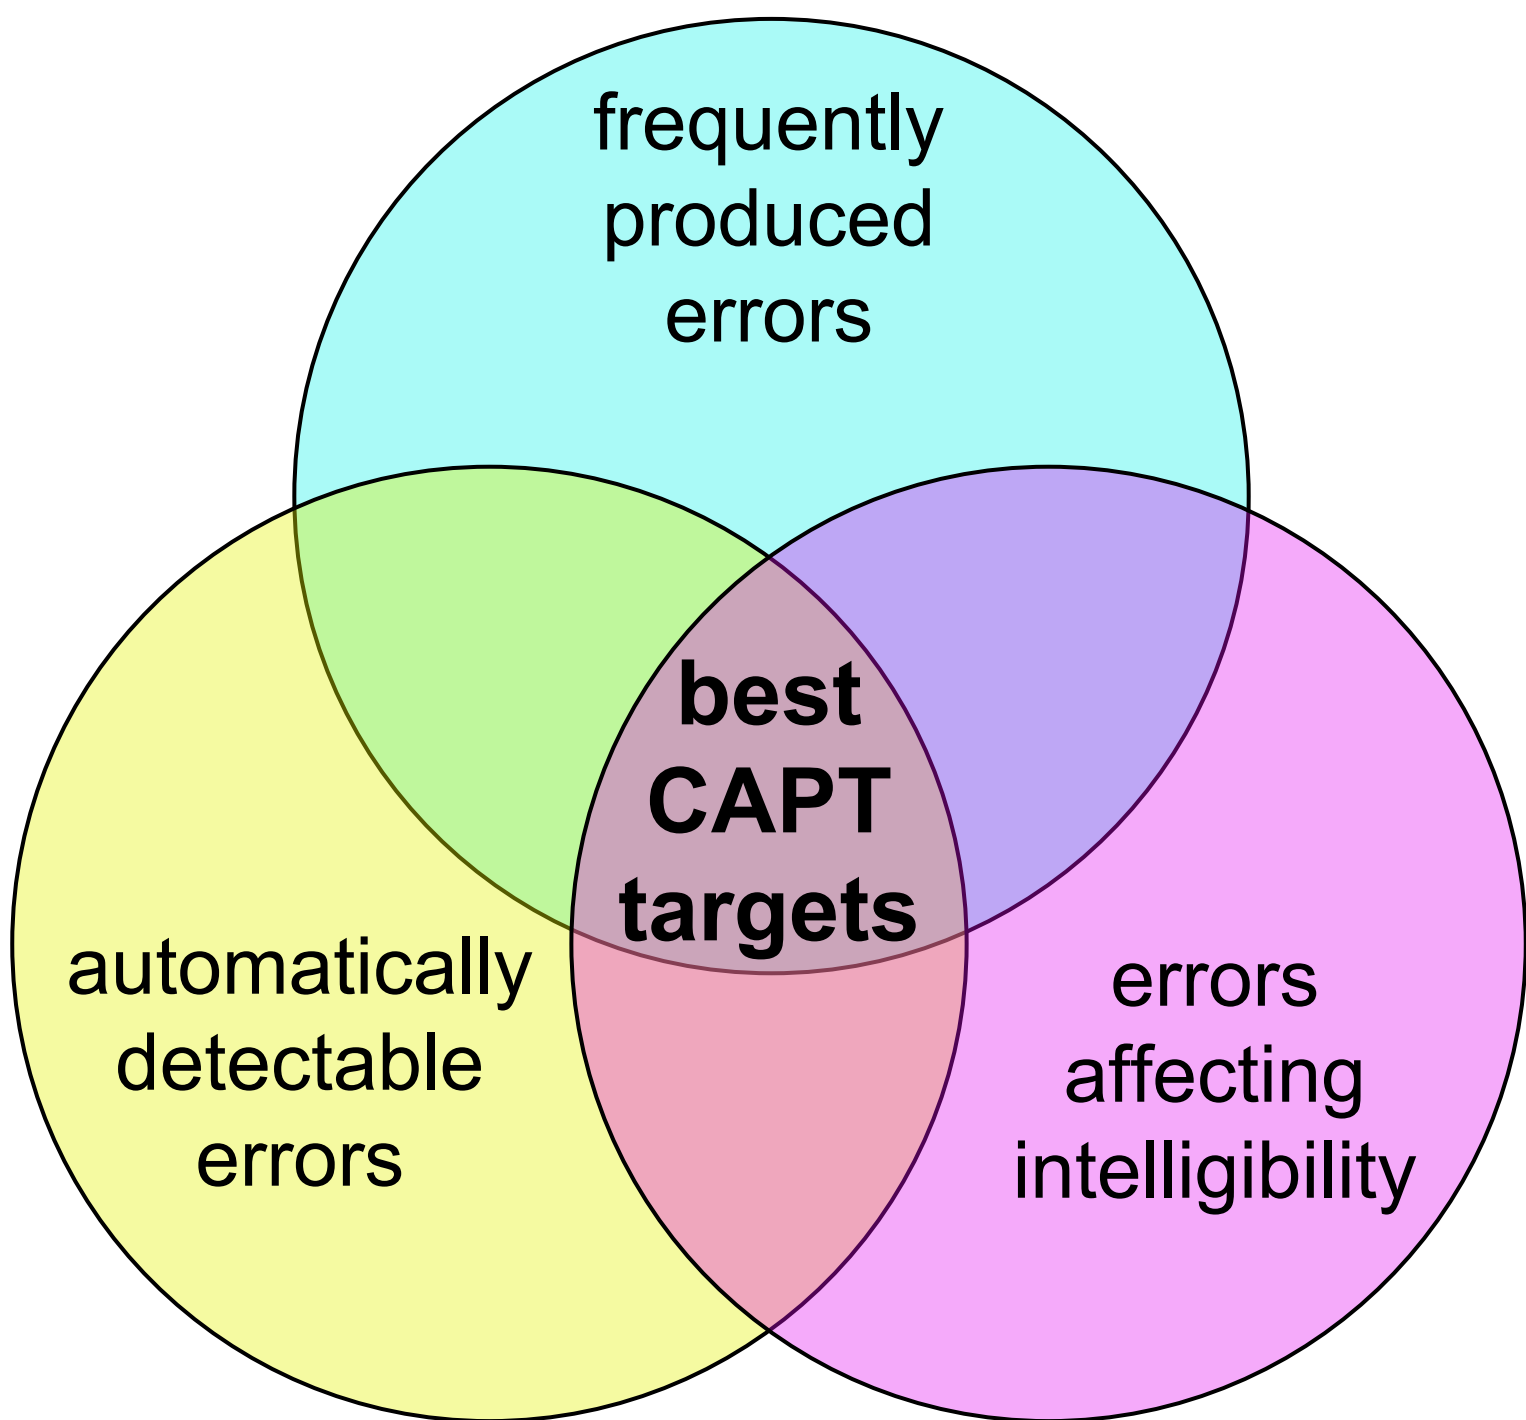 frequently
produced
errors
best
CAPT
targets
automatically
detectable
errors
errors
affecting
intelligibility